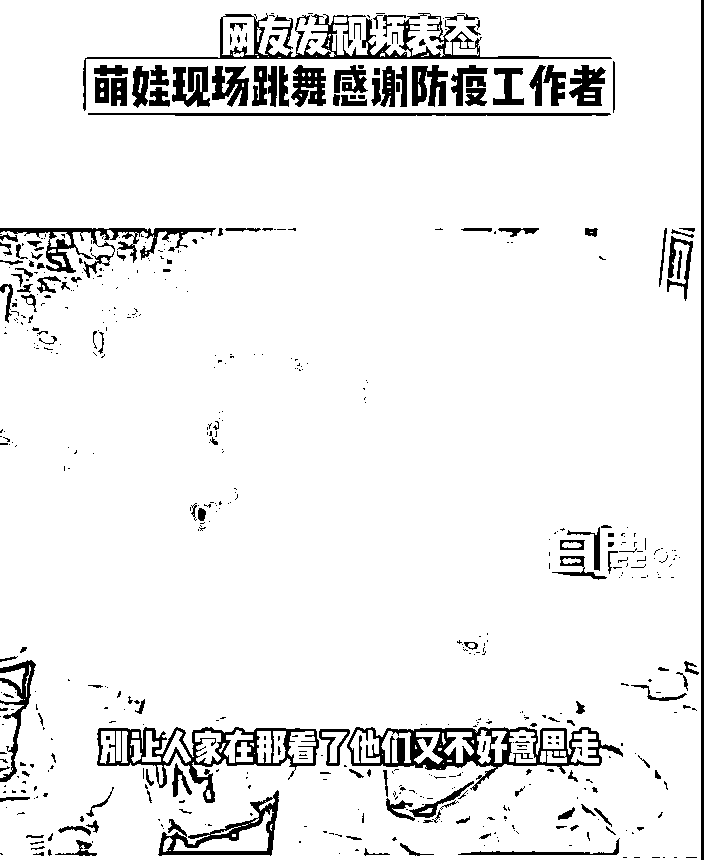 网友发视频表态
萌娃现场跳舞感谢防疫工作者
别让人家在那看了他们又不好意思走